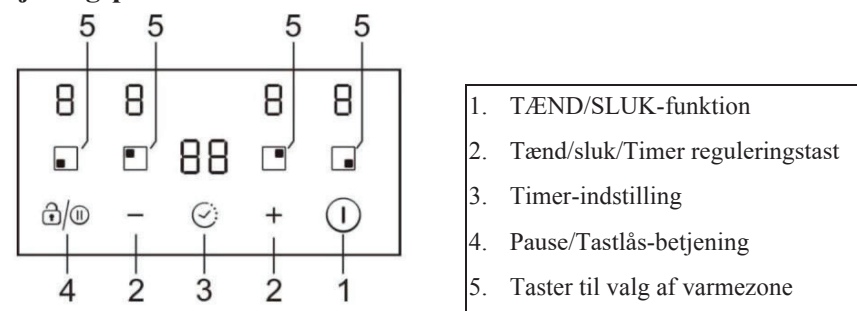 5 5 5 5
8 8 8 8
88
4 2 3 2 1
1. TÆND/SLUK-funktion
2. Tænd/sluk/Timer reguleringstast
3. Timer-indstilling
4. Pause/Tastlås-betjening
5. Taster til valg af varmezone